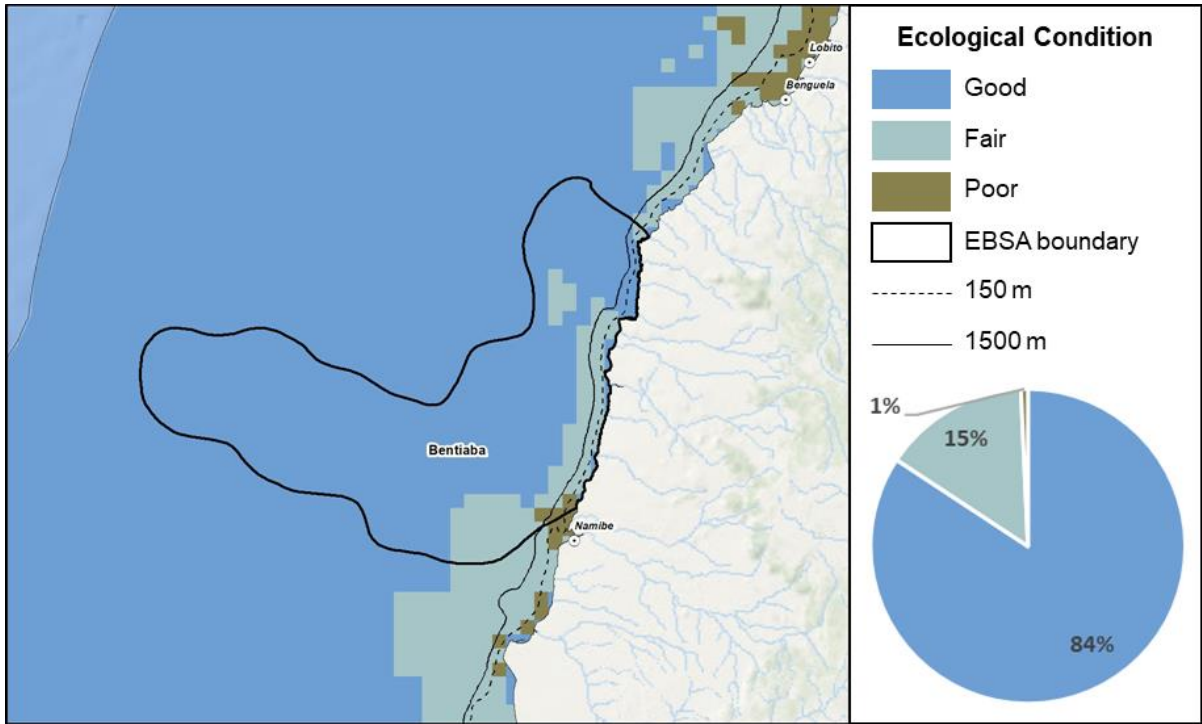 Lobito
Benguela
Bentiaba
Namibe
Ecological Condition
Good
Fair
Poor
EBSA boundary
150 m
1500 m
1%
15%
84%